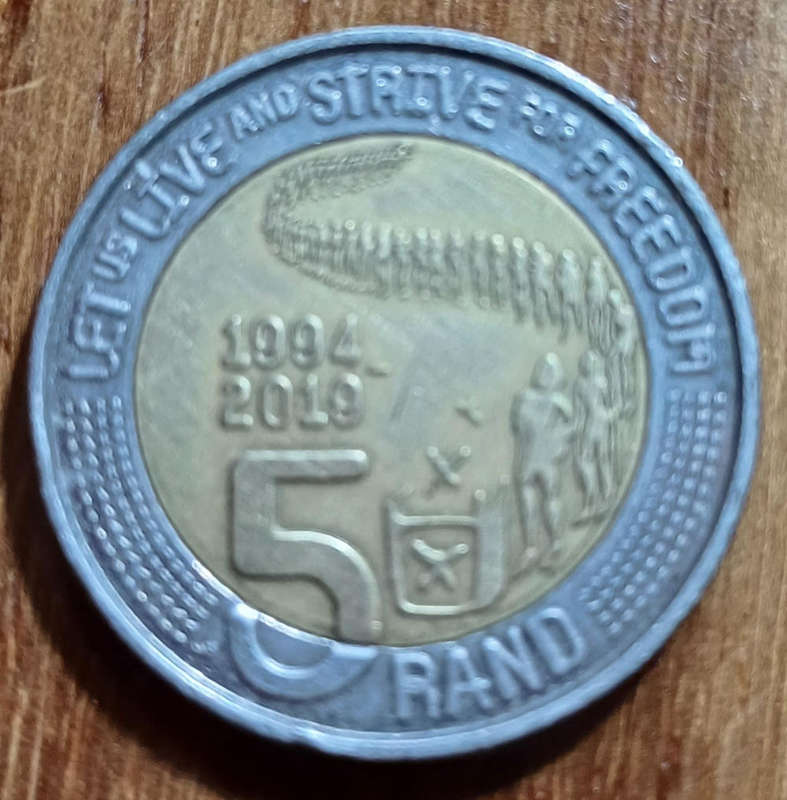 LET US LIVE AND STRIVE FOR FREEDOM
1994
2019
5
RAND